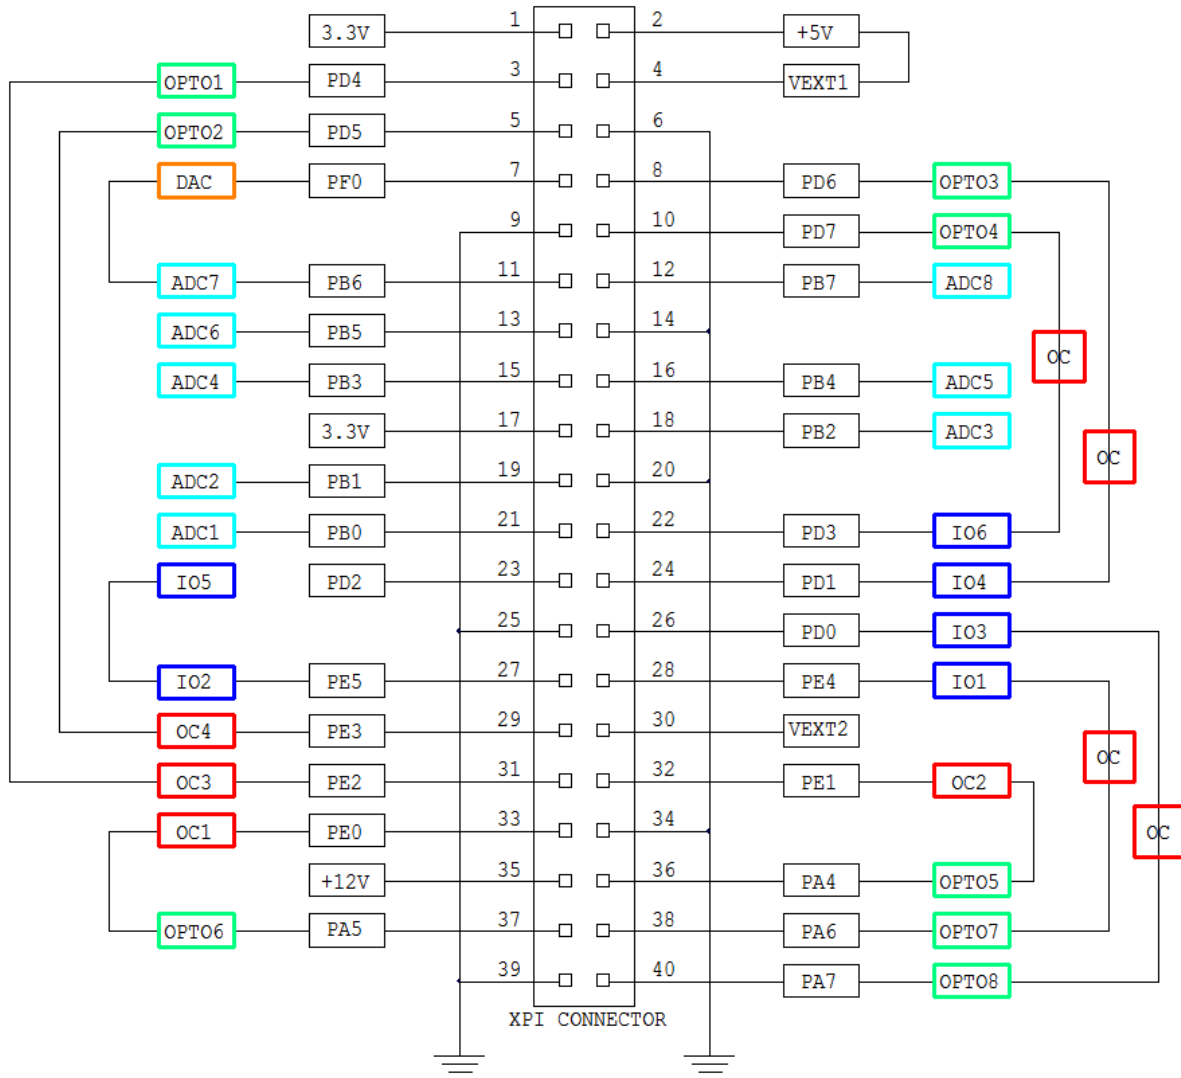 3.3V 1 2 +5V
OPTO1 PD4 3 4 VEXT1
OPTO2 PD5 5 6
DAC PF0 7 8 PD6 OPTO3
9 10 PD7 OPTO4
ADC7 PB6 11 12 PB7 ADC8
ADC6 PB5 13 14
OC
ADC4 PB3 15 16 PB4 ADC5
3.3V 17 18 PB2 ADC3
OC
ADC2 PB1 19 20
ADC1 PB0 21 22 PD3 IO6
IO5 PD2 23 24 PD1 IO4
25 26 PD0 IO3
IO2 PE5 27 28 PE4 IO1
OC4 PE3 29 30 VEXT2
OC
OC3 PE2 31 32 PE1 OC2
OC1 PE0 33 34
OC
+12V 35 36 PA4 OPTO5
OPTO6 PA5 37 38 PA6 OPTO7
39 40 PA7 OPTO8
XPI CONNECTOR